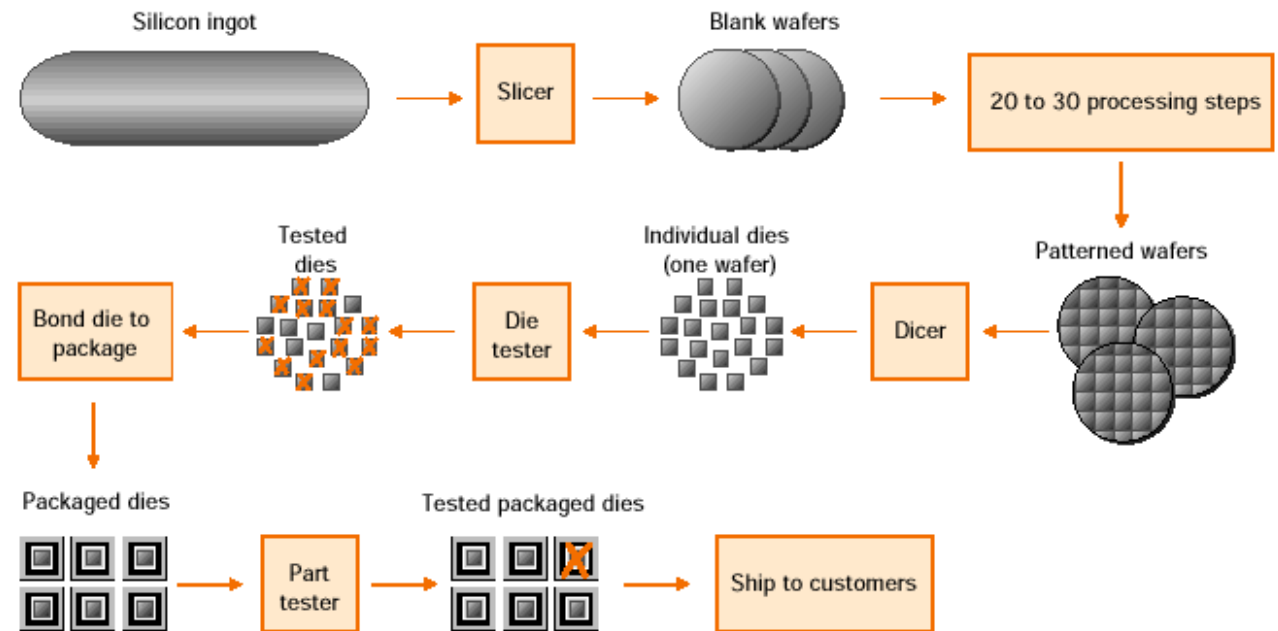 Silicon ingot
Slicer
Blank wafers
20 to 30 processing steps
Patterned wafers
Dicer
Individual dies
(one wafer)
Die
tester
Tested
dies
Bond die to
package
Packaged dies
Part
tester
Tested packaged dies
Ship to customers